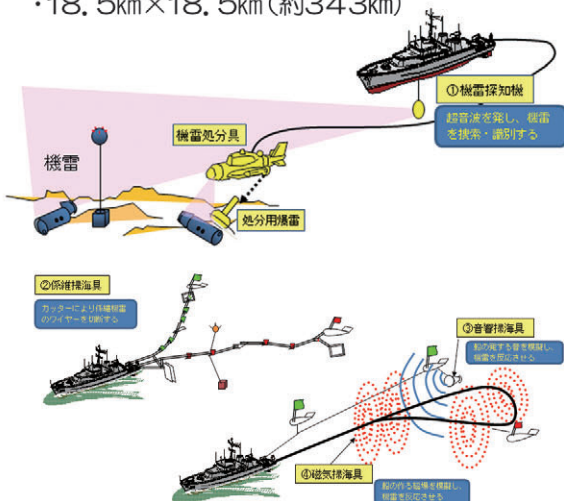 ・18.5㎞×18.5㎞(約343㎞)
①機雷探知機
超音波を発し、機雷
を捜索・識別する
機雷処分具
機雷
処分用爆雷
②係維掃海具
カッターにより係維機雷
のワイヤーを切断する
③音響掃海具
船の発する音を模擬し、
機雷を反応させる
④磁気掃海具
船の作る磁場を模擬し、
機雷を反応させる